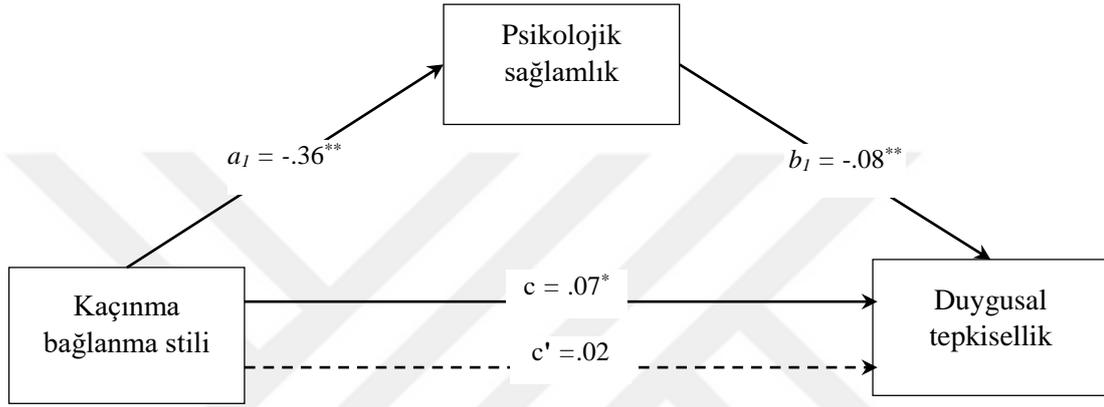 Psikolojik
sağlamlık
a₁ = -.36**
b₁ = -.08**
Kaçınma
bağlanma stili
c = .07*
c' =.02
Duygusal
tepkisellik